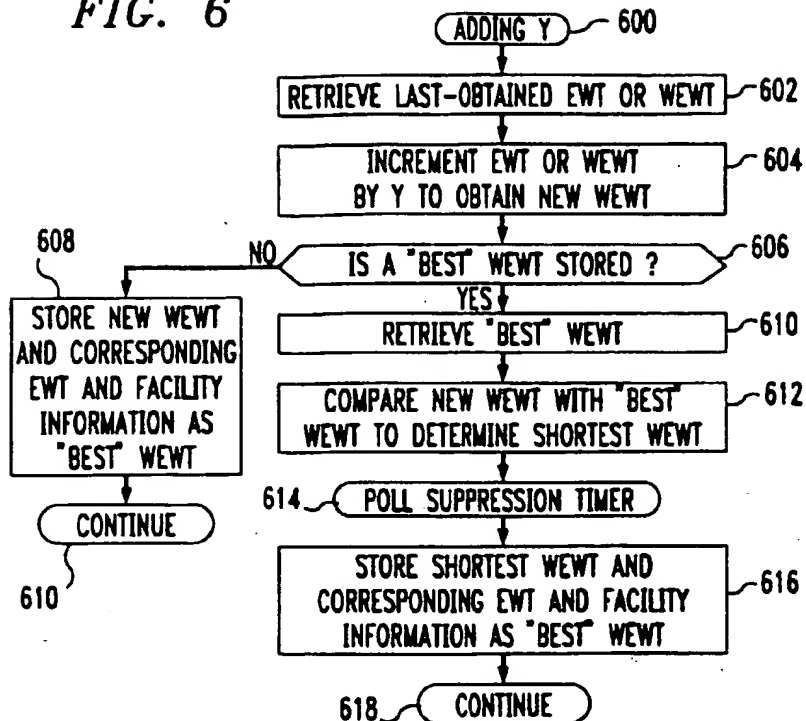 FIG. 6
ADDING Y
600
RETRIEVE LAST-OBTAINED EWT OR WEWT
602
INCREMENT EWT OR WEWT
BY Y TO OBTAIN NEW WEWT
604
IS A "BEST" WEWT STORED ?
606
NO
YES
608
STORE NEW WEWT
AND CORRESPONDING
EWT AND FACILITY
INFORMATION AS
"BEST" WEWT
CONTINUE
610
RETRIEVE "BEST" WEWT
610
COMPARE NEW WEWT WITH "BEST"
WEWT TO DETERMINE SHORTEST WEWT
612
614
POLL SUPPRESSION TIMER
STORE SHORTEST WEWT AND
CORRESPONDING EWT AND FACILITY
INFORMATION AS "BEST" WEWT
616
618
CONTINUE